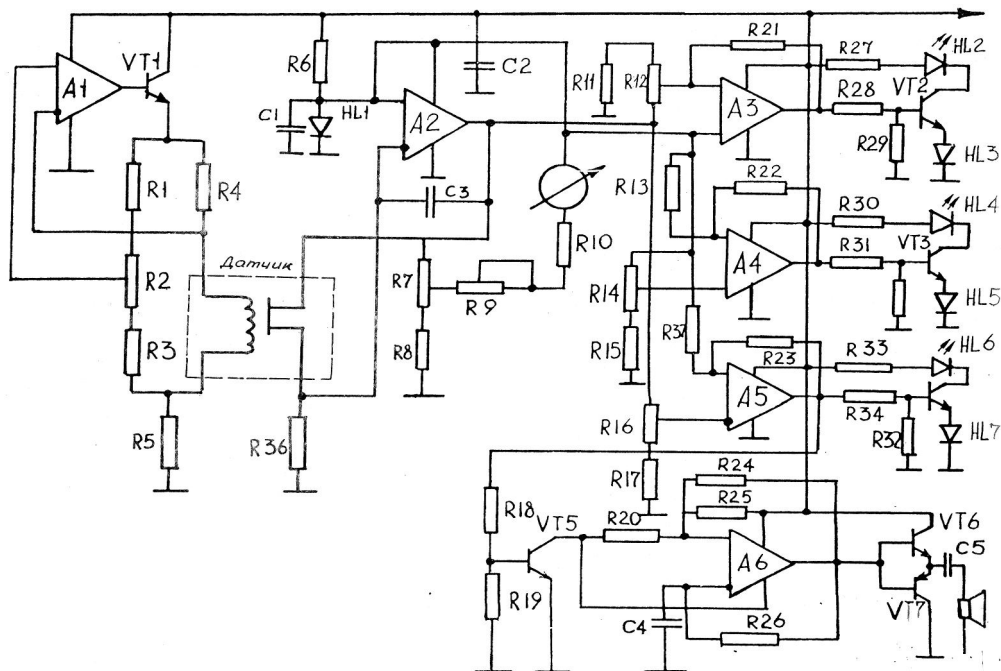 R21
R27
HL2
VT1
R6
C2
R11
R12
VT2
A1
A3
R28
C1
HL1
A2
R29
HL3
R13
R22
HL4
R1
R4
C3
R30
R10
R31
VT3
Датчик
A4
R2
R7
R14
HL5
R9
R37
HL6
R3
R8
R15
R23
R33
A5
R34
R5
R36
R16
R32
HL7
R17
R24
R18
VT5
R20
R25
VT6
C5
A6
R19
VT7
C4
R26